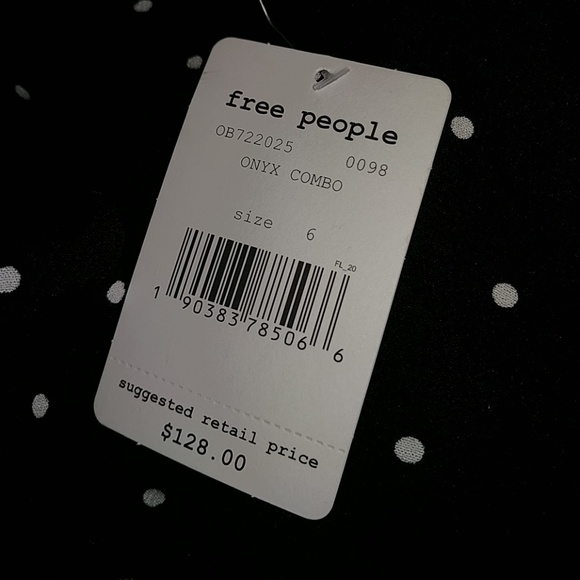 free people
OB722025 0098
ONYX COMBO
size 6
FL_20
1 90383 78506 6
suggested retail price
$128.00